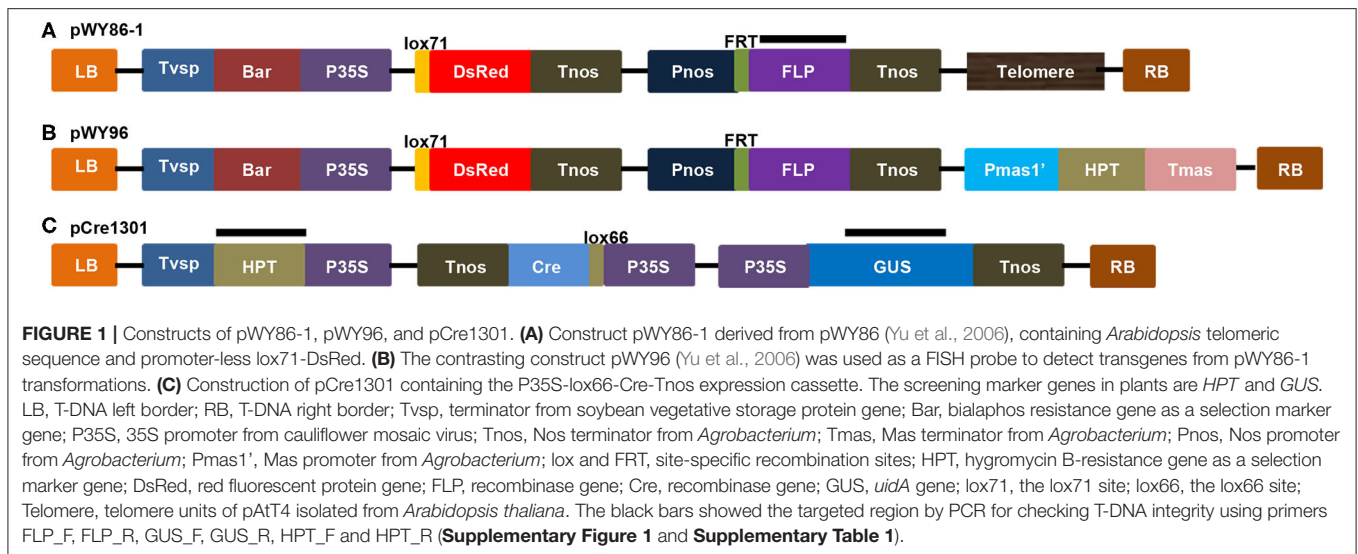 A pWY86-1
lox71 FRT
LB Tvsp Bar P35S DsRed Tnos Pnos FLP Tnos Telomere RB
B pWY96
lox71 FRT
LB Tvsp Bar P35S DsRed Tnos Pnos FLP Tnos Pmas1' HPT Tmas RB
C pCre1301
lox66
LB Tvsp HPT P35S Tnos Cre P35S P35S GUS Tnos RB
FIGURE 1 | Constructs of pWY86-1, pWY96, and pCre1301. (A) Construct pWY86-1 derived from pWY86 (Yu et al., 2006), containing Arabidopsis telomeric
sequence and promoter-less lox71-DsRed. (B) The contrasting construct pWY96 (Yu et al., 2006) was used as a FISH probe to detect transgenes from pWY86-1
transformations. (C) Construction of pCre1301 containing the P35S-lox66-Cre-Tnos expression cassette. The screening marker genes in plants are HPT and GUS.
LB, T-DNA left border; RB, T-DNA right border; Tvsp, terminator from soybean vegetative storage protein gene; Bar, bialaphos resistance gene as a selection marker
gene; P35S, 35S promoter from cauliflower mosaic virus; Tnos, Nos terminator from Agrobacterium; Tmas, Mas terminator from Agrobacterium; Pnos, Nos promoter
from Agrobacterium; Pmas1', Mas promoter from Agrobacterium; lox and FRT, site-specific recombination sites; HPT, hygromycin B-resistance gene as a selection
marker gene; DsRed, red fluorescent protein gene; FLP, recombinase gene; Cre, recombinase gene; GUS, uidA gene; lox71, the lox71 site; lox66, the lox66 site;
Telomere, telomere units of pAtT4 isolated from Arabidopsis thaliana. The black bars showed the targeted region by PCR for checking T-DNA integrity using primers
FLP_F, FLP_R, GUS_F, GUS_R, HPT_F and HPT_R (Supplementary Figure 1 and Supplementary Table 1).